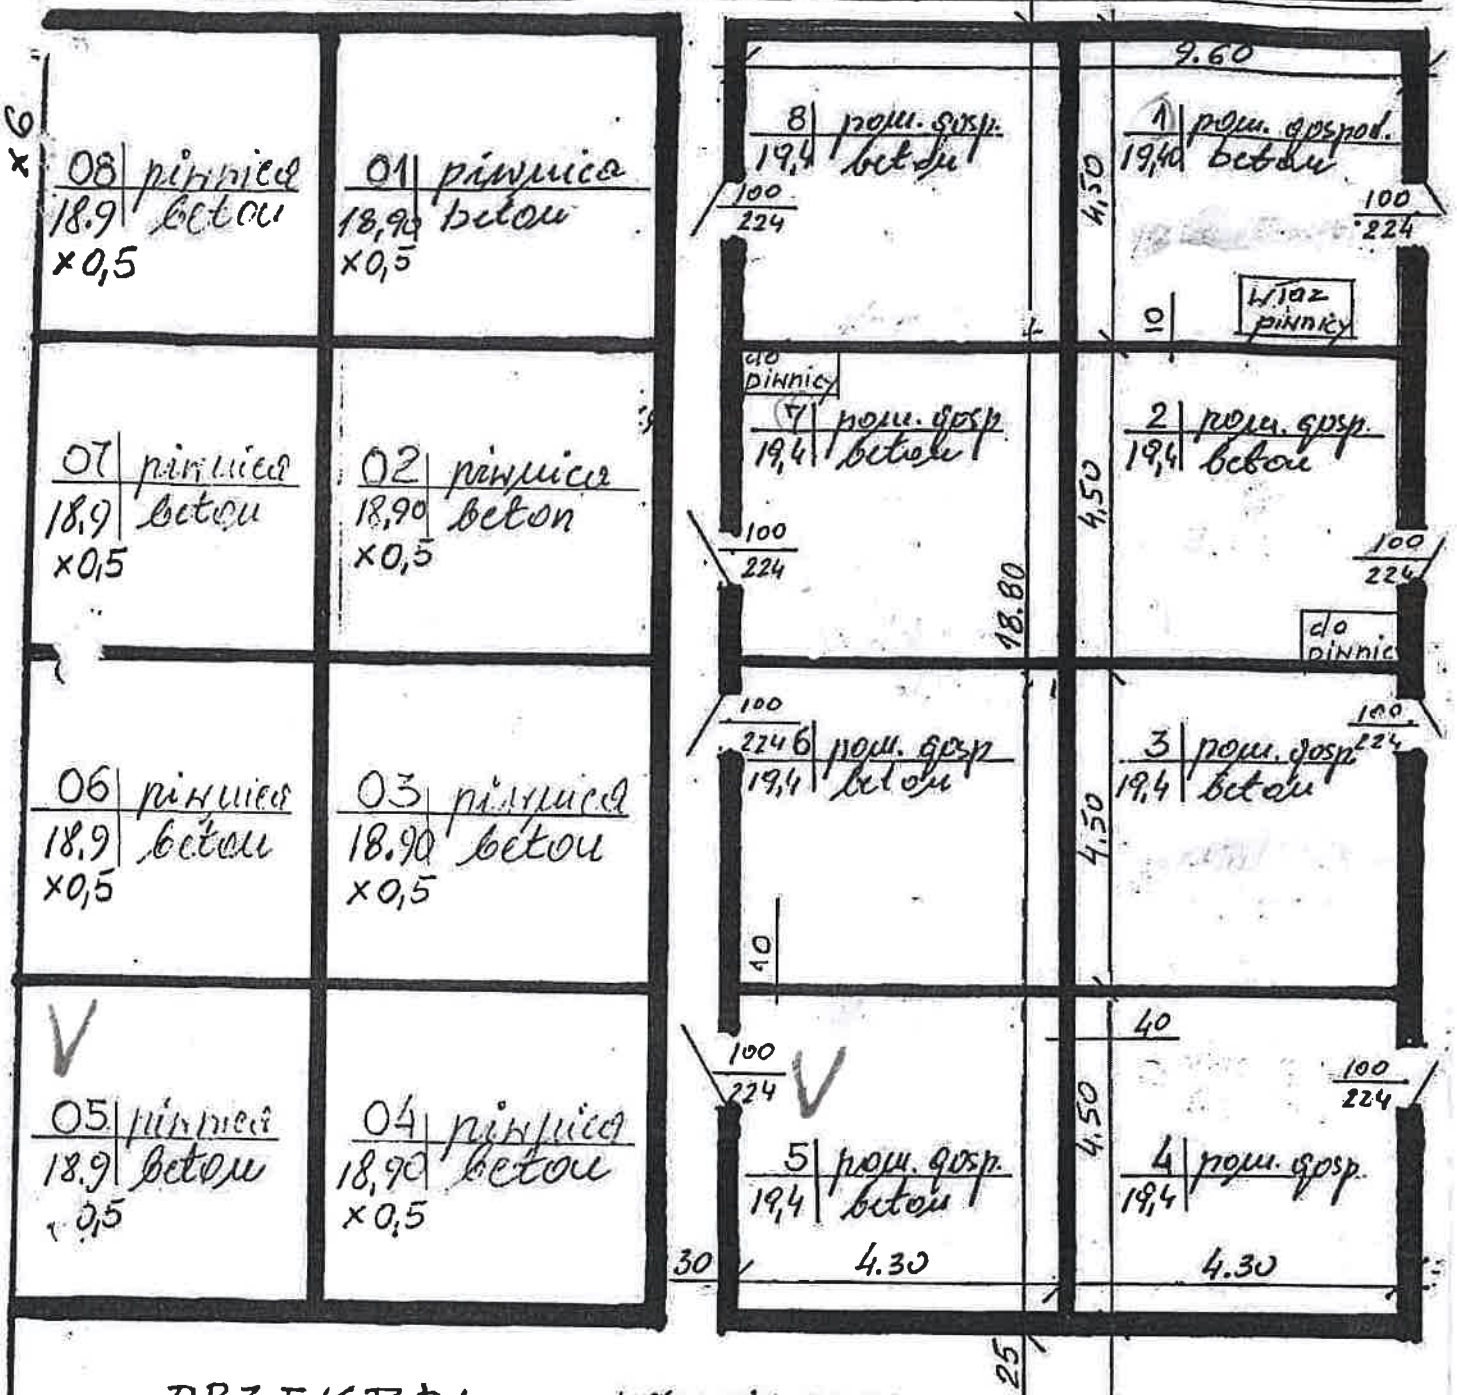 x 6
08 piwnica
18.9 beton
x0,5
01 piwnica
18,90 beton
x0,5
07 piwnica
18,9 beton
x0,5
02 piwnica
18,90 beton
x0,5
06 piwnica
18,9 beton
x0,5
03 piwnica
18.90 beton
x0,5
V
05 piwnica
18.9 beton
0,5
04 piwnica
18,90 beton
x0,5
9.60
8 pom. gosp.
19,4 beton
100
224
4,50
1 pom. gospod.
19,40 beton
100
224
10
właz
piwnicy
do
piwnicy
7 pom. gosp
19,4 beton
100
224
18.80
4,50
2 pom. gosp.
19,4 beton
100
224
do
piwnic
100
224
6 pom. gosp
19,4 beton
10
4.50
3 pom. gosp
19,4 beton
100
224
40
100
224
V
5 pom. gosp.
19,4 beton
4.50
100
224
4 pom. gosp.
19,4
30
4.30
4.30
25